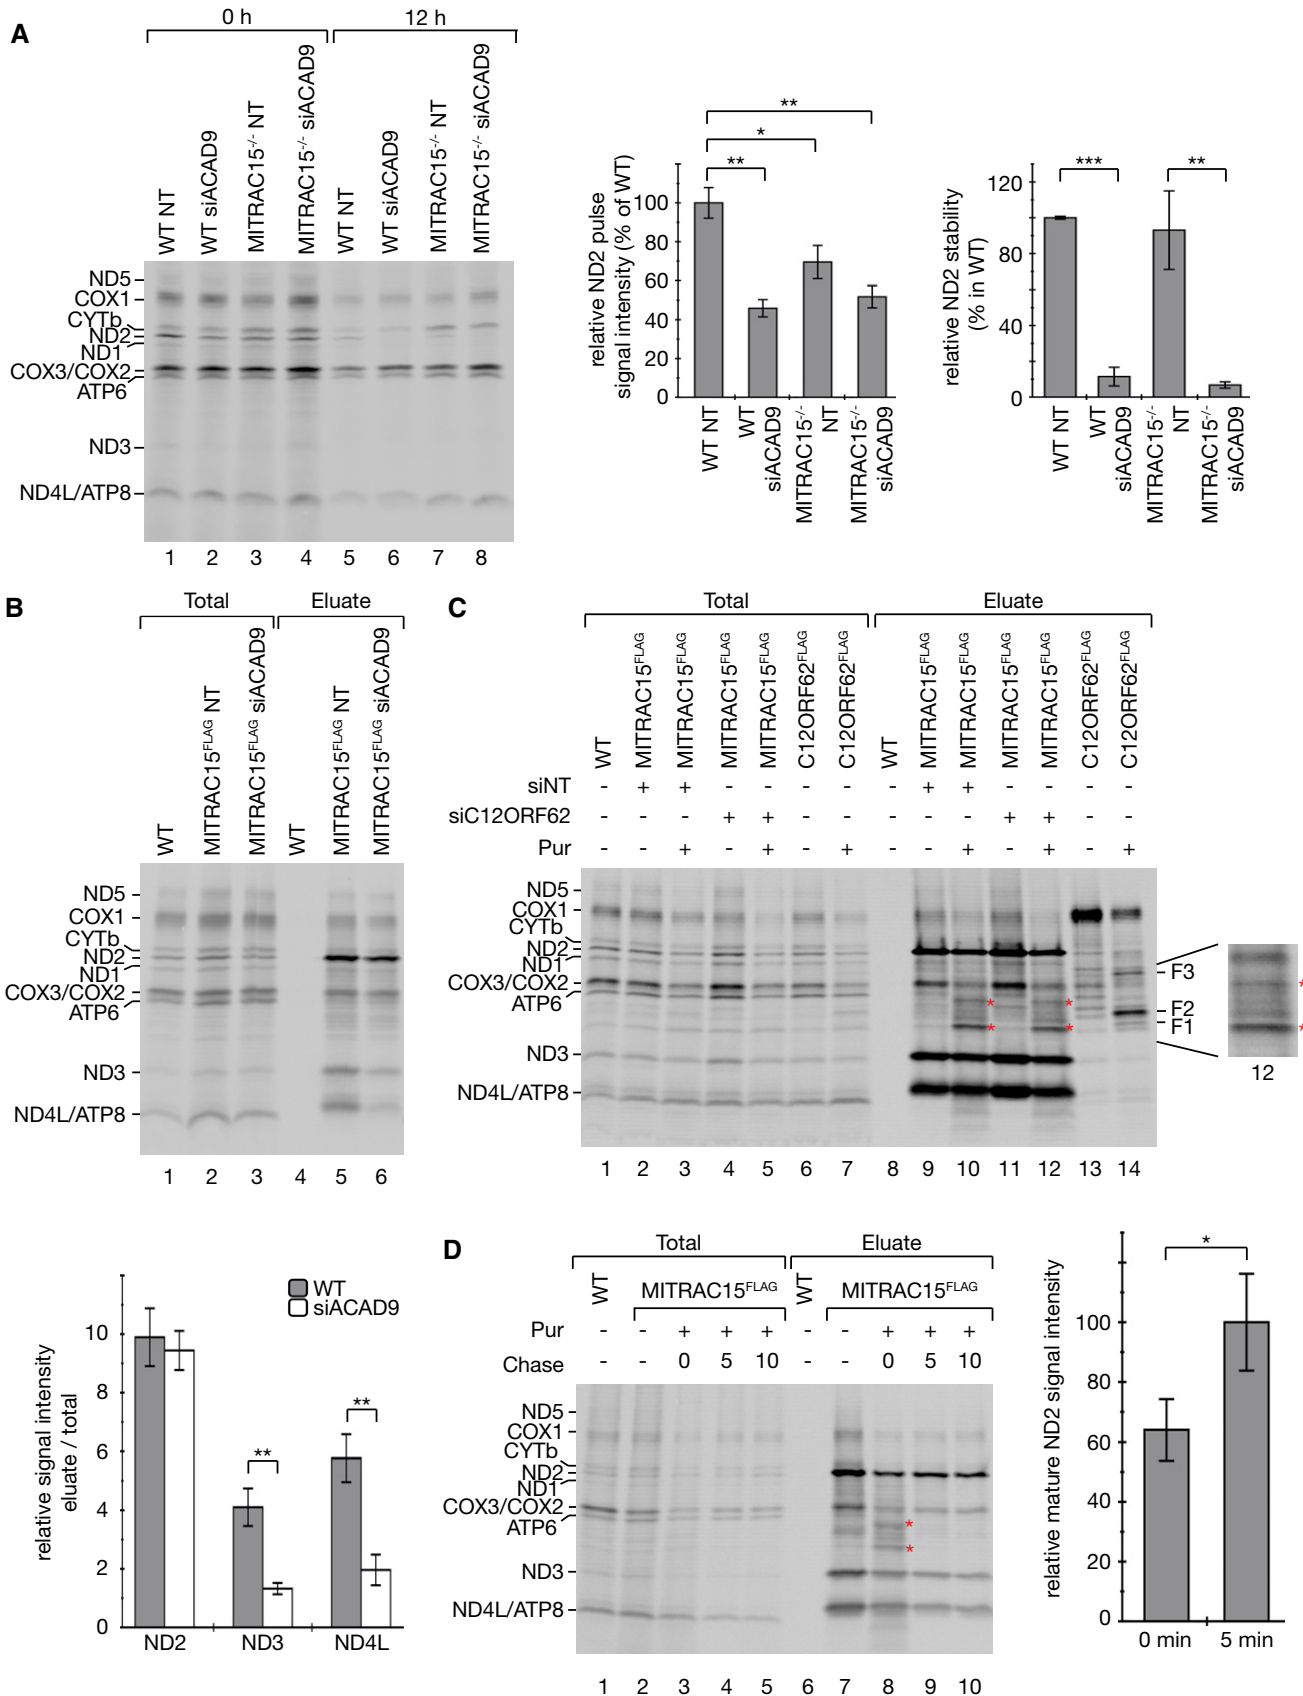 A
0 h
12 h
WT NT
WT siACAD9
MITRAC15-/- NT
MITRAC15-/- siACAD9
WT NT
WT siACAD9
MITRAC15-/- NT
MITRAC15-/- siACAD9
ND5
COX1
CYTb
ND2
ND1
COX3/COX2
ATP6
ND3
ND4L/ATP8
1 2 3 4 5 6 7 8
relative ND2 pulse
signal intensity (% of WT)
**
*
**
100
80
60
40
20
0
WT NT
WT
siACAD9
MITRAC15-/-
NT
MITRAC15-/-
siACAD9
relative ND2 stability
(% in WT)
***
**
120
80
40
0
WT NT
WT
siACAD9
MITRAC15-/-
NT
MITRAC15-/-
siACAD9
B
Total
Eluate
WT
MITRAC15FLAG NT
MITRAC15FLAG siACAD9
WT
MITRAC15FLAG NT
MITRAC15FLAG siACAD9
ND5
COX1
CYTb
ND2
ND1
COX3/COX2
ATP6
ND3
ND4L/ATP8
1 2 3 4 5 6
relative signal intensity
eluate / total
WT
siACAD9
**
**
10
8
6
4
2
0
ND2 ND3 ND4L
C
Total
Eluate
WT
MITRAC15FLAG
MITRAC15FLAG
MITRAC15FLAG
MITRAC15FLAG
C12ORF62FLAG
C12ORF62FLAG
WT
MITRAC15FLAG
MITRAC15FLAG
MITRAC15FLAG
MITRAC15FLAG
C12ORF62FLAG
C12ORF62FLAG
siNT - + + - - - - - + + - - - -
siC12ORF62 - - - + + - - - - - + + - -
Pur - - + - + - + - - + - + - +
ND5
COX1
CYTb
ND2
ND1
COX3/COX2
ATP6
ND3
ND4L/ATP8
* *
* *
F3
F2
F1
*
*
12
1 2 3 4 5 6 7 8 9 10 11 12 13 14
D
Total
Eluate
WT
MITRAC15FLAG
WT
MITRAC15FLAG
Pur - - + + + - - + + +
Chase - - 0 5 10 - - 0 5 10
ND5
COX1
CYTb
ND2
ND1
COX3/COX2
ATP6
ND3
ND4L/ATP8
*
*
1 2 3 4 5 6 7 8 9 10
relative mature ND2 signal intensity
*
100
80
60
40
20
0
0 min 5 min